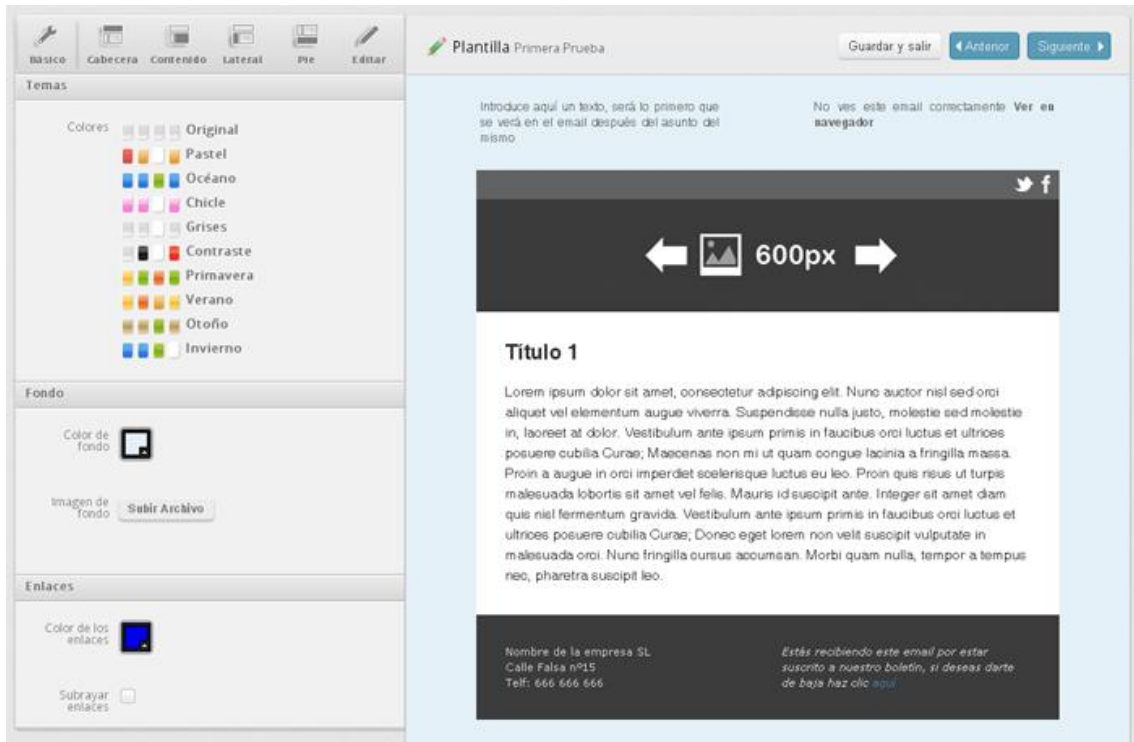 Básico Cabecera Contenido Lateral Pie Editar
Temas
Colores
Original
Pastel
Océano
Chicle
Grises
Contraste
Primavera
Verano
Otoño
Invierno
Fondo
Color de
fondo
Imagen de
fondo
Subir Archivo
Enlaces
Color de los
enlaces
Subrayar
enlaces
Plantilla Primera Prueba
Guardar y salir
Anterior
Siguiente
Introduce aquí un texto, será lo primero que
se verá en el email después del asunto del
mismo
No ves este email correctamente Ver en
navegador
600px
Título 1
Lorem ipsum dolor sit amet, consectetur adipiscing elit. Nunc auctor nisl sed orci
aliquet vel elementum augue viverra. Suspendisse nulla justo, molestie sed molestie
in, laoreet at dolor. Vestibulum ante ipsum primis in faucibus orci luctus et ultrices
posuere cubilia Curae; Maecenas non mi ut quam congue lacinia a fringilla massa.
Proin a augue in orci imperdiet scelerisque luctus eu leo. Proin quis risus ut turpis
malesuada lobortis sit amet vel felis. Mauris id suscipit ante. Integer sit amet diam
quis nisl fermentum gravida. Vestibulum ante ipsum primis in faucibus orci luctus et
ultrices posuere cubilia Curae; Donec eget lorem non velit suscipit vulputate in
malesuada orci. Nunc fringilla cursus accumsan. Morbi quam nulla, tempor a tempus
nec, pharetra suscipit leo.
Nombre de la empresa SL
Calle Falsa nº15
Telf: 666 666 666
Estás recibiendo este email por estar
suscrito a nuestro boletín, si deseas darte
de baja haz clic aquí